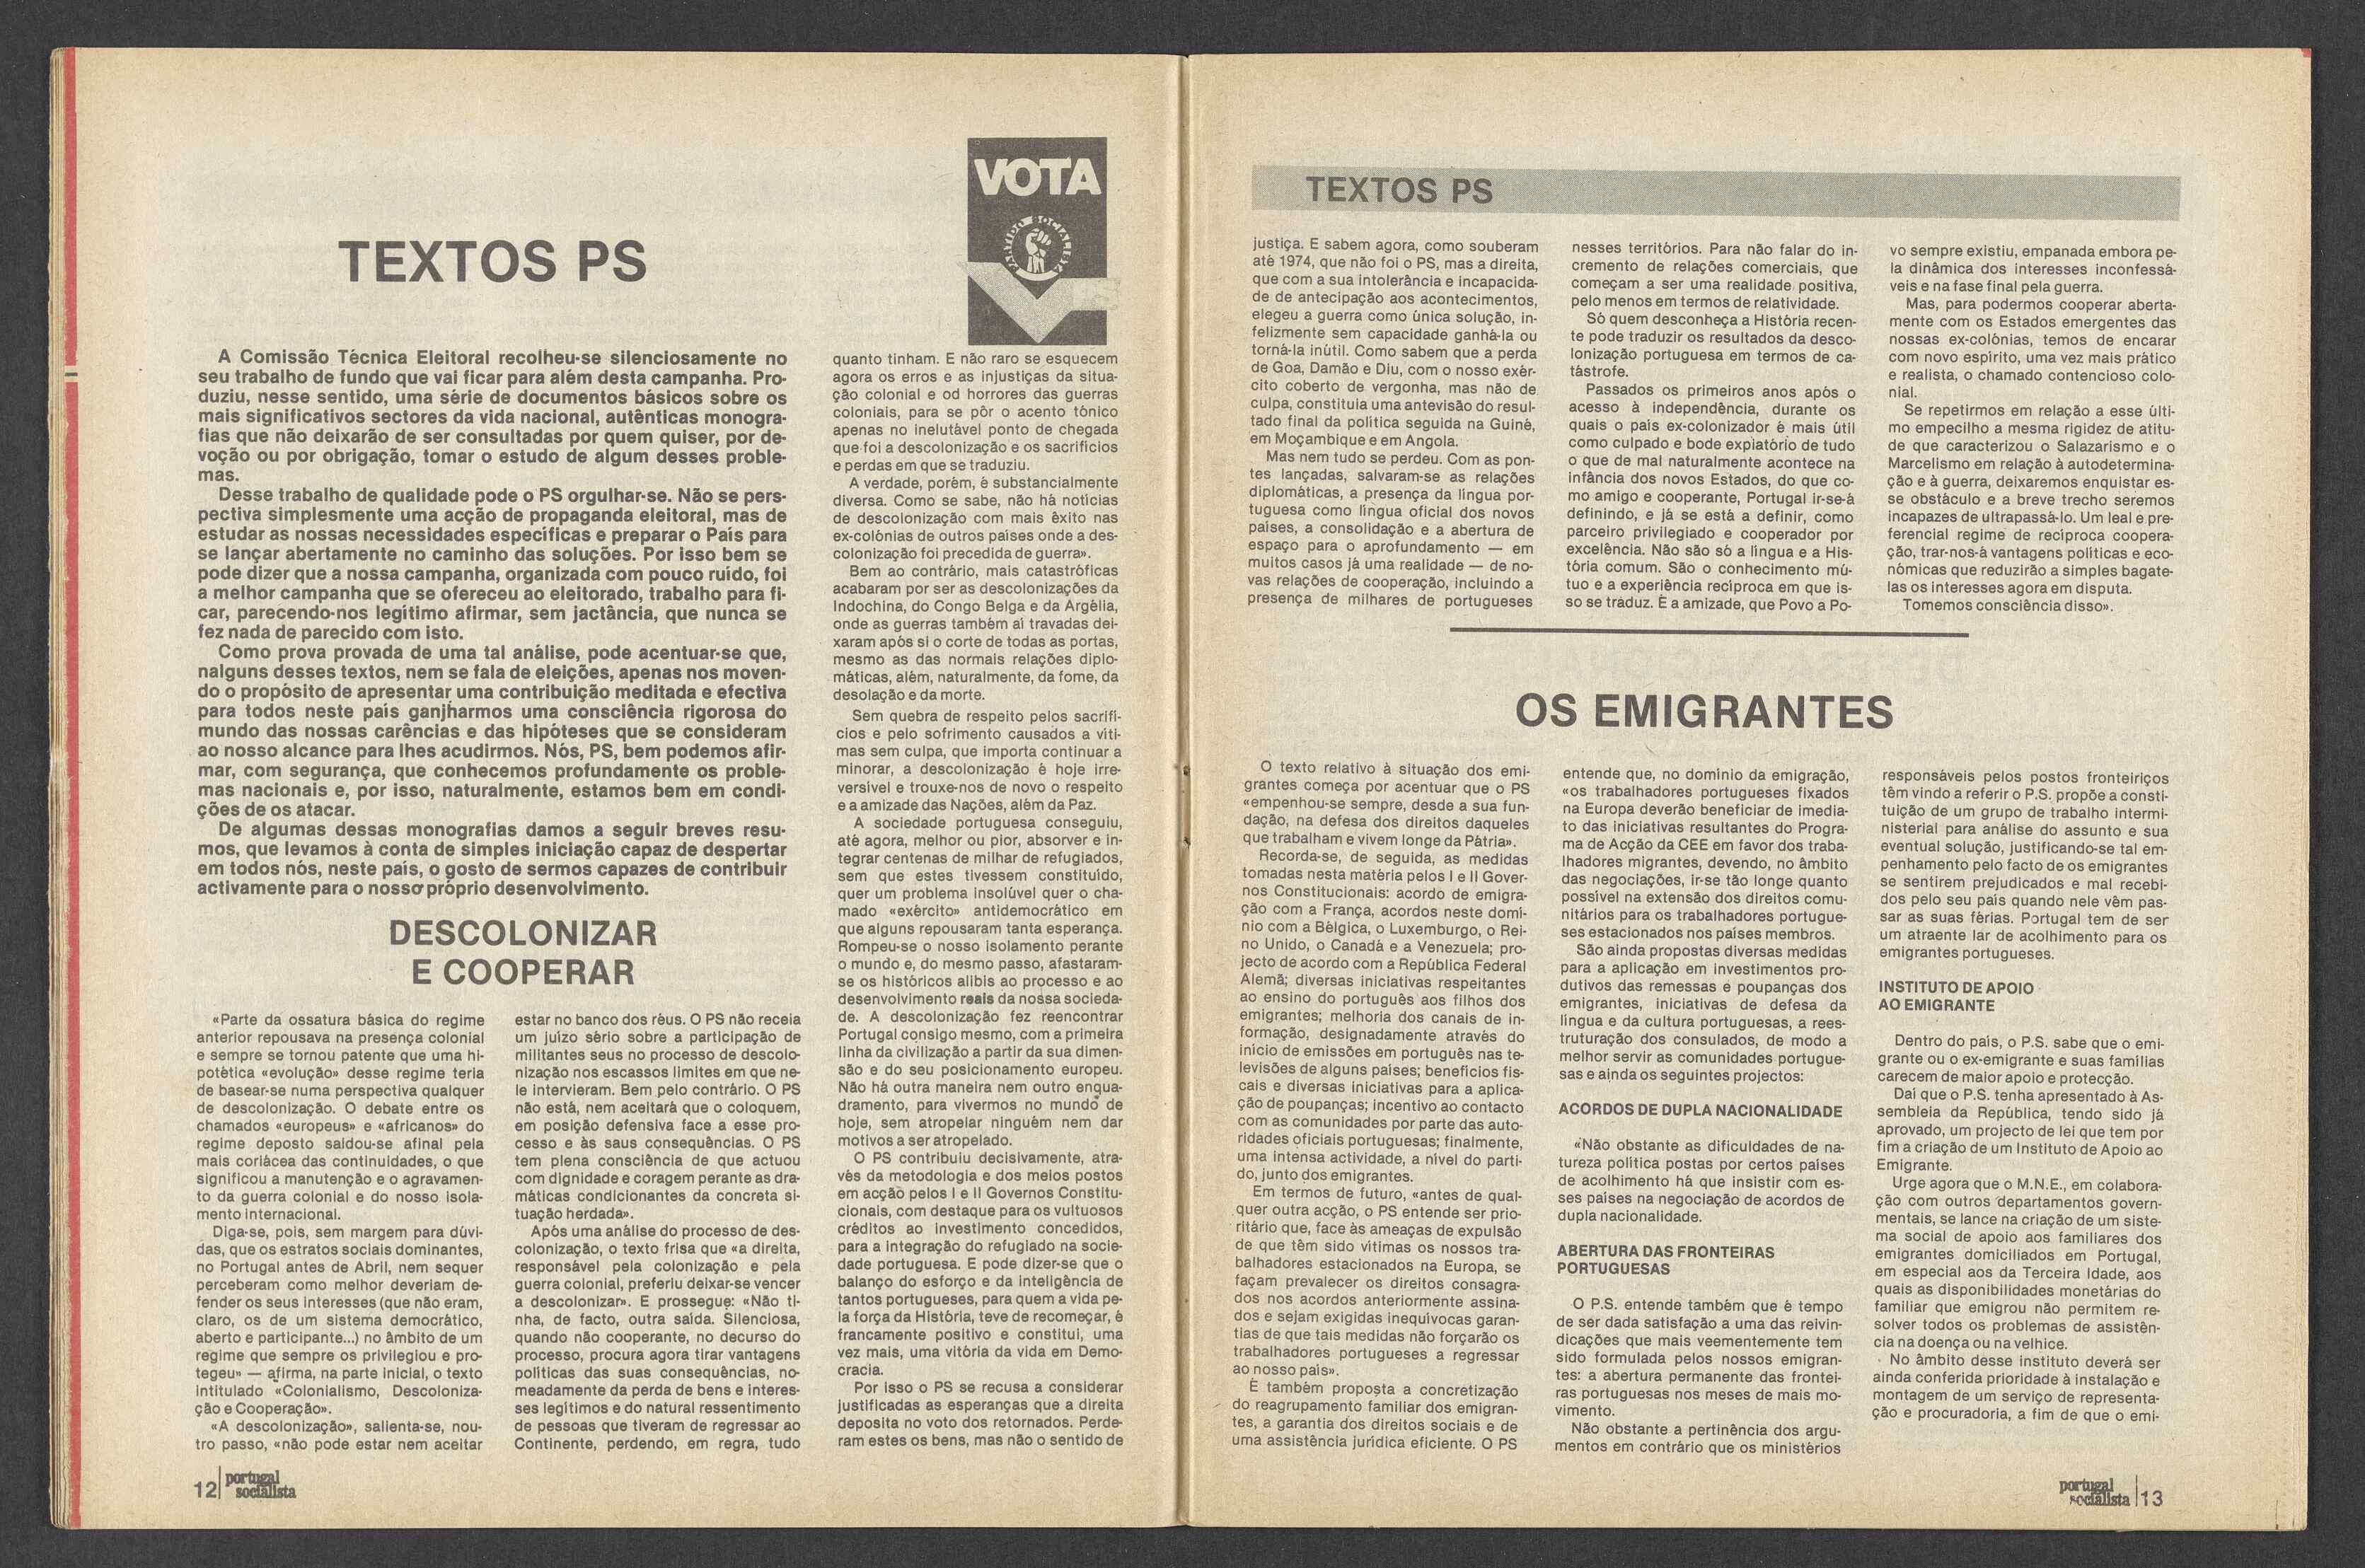 TEXTOS PS
VOTA
PARTIDO SOCIALISTA
PS
A Comissão Técnica Eleitoral recolheu-se silenciosamente no
seu trabalho de fundo que vai ficar para além desta campanha. Pro-
duziu, nesse sentido, uma série de documentos básicos sobre os
mais significativos sectores da vida nacional, autênticas monogra-
fias que não deixarão de ser consultadas por quem quiser, por de-
voção ou por obrigação, tomar o estudo de algum desses proble-
mas.
Desse trabalho de qualidade pode o PS orgulhar-se. Não se pers-
pectiva simplesmente uma acção de propaganda eleitoral, mas de
estudar as nossas necessidades específicas e preparar o País para
se lançar abertamente no caminho das soluções. Por isso bem se
pode dizer que a nossa campanha, organizada com pouco ruído, foi
a melhor campanha que se ofereceu ao eleitorado, trabalho para fi-
car, parecendo-nos legítimo afirmar, sem jactância, que nunca se
fez nada de parecido com isto.
Como prova provada de uma tal análise, pode acentuar-se que,
nalguns desses textos, nem se fala de eleições, apenas nos moven-
do o propósito de apresentar uma contribuição meditada e efectiva
para todos neste país ganjharmos uma consciência rigorosa do
mundo das nossas carências e das hipóteses que se consideram
ao nosso alcance para lhes acudirmos. Nós, PS, bem podemos afir-
mar, com segurança, que conhecemos profundamente os proble-
mas nacionais e, por isso, naturalmente, estamos bem em condi-
ções de os atacar.
De algumas dessas monografias damos a seguir breves resu-
mos, que levamos à conta de simples iniciação capaz de despertar
em todos nós, neste país, o gosto de sermos capazes de contribuir
activamente para o nosso próprio desenvolvimento.
DESCOLONIZAR
E COOPERAR
«Parte da ossatura básica do regime
anterior repousava na presença colonial
e sempre se tornou patente que uma hi-
potética «evolução» desse regime teria
de basear-se numa perspectiva qualquer
de descolonização. O debate entre os
chamados «europeus» e «africanos» do
regime deposto saldou-se afinal pela
mais coriácea das continuidades, o que
significou a manutenção e o agravamen-
to da guerra colonial e do nosso isola-
mento internacional.
Diga-se, pois, sem margem para dúvi-
das, que os estratos sociais dominantes,
no Portugal antes de Abril, nem sequer
perceberam como melhor deveriam de-
fender os seus interesses (que não eram,
claro, os de um sistema democrático,
aberto e participante...) no âmbito de um
regime que sempre os privilegiou e pro-
tegeu» — afirma, na parte inicial, o texto
intitulado «Colonialismo, Descoloniza-
ção e Cooperação».
«A descolonização», salienta-se, nou-
tro passo, «não pode estar nem aceitar
estar no banco dos réus. O PS não receia
um juízo sério sobre a participação de
militantes seus no processo de descolo-
nização nos escassos limites em que ne-
le intervieram. Bem pelo contrário. O PS
não está, nem aceitará que o coloquem,
em posição defensiva face a esse pro-
cesso e às saus consequências. O PS
tem plena consciência de que actuou
com dignidade e coragem perante as dra-
máticas condicionantes da concreta si-
tuação herdada».
Após uma análise do processo de des-
colonização, o texto frisa que «a direita,
responsável pela colonização e pela
guerra colonial, preferiu deixar-se vencer
a descolonizar». E prossegue: «Não ti-
nha, de facto, outra saída. Silenciosa,
quando não cooperante, no decurso do
processo, procura agora tirar vantagens
políticas das suas consequências, no-
meadamente da perda de bens e interes-
ses legítimos e do natural ressentimento
de pessoas que tiveram de regressar ao
Continente, perdendo, em regra, tudo
quanto tinham. E não raro se esquecem
agora os erros e as injustiças da situa-
ção colonial e od horrores das guerras
coloniais, para se pôr o acento tónico
apenas no inelutável ponto de chegada
que foi a descolonização e os sacrifícios
e perdas em que se traduziu.
A verdade, porém, é substancialmente
diversa. Como se sabe, não há notícias
de descolonização com mais êxito nas
ex-colónias de outros países onde a des-
colonização foi precedida de guerra».
Bem ao contrário, mais catastróficas
acabaram por ser as descolonizações da
Indochina, do Congo Belga e da Argélia,
onde as guerras também aí travadas dei-
xaram após si o corte de todas as portas,
mesmo as das normais relações diplo-
máticas, além, naturalmente, da fome, da
desolação e da morte.
Sem quebra de respeito pelos sacrifí-
cios e pelo sofrimento causados a víti-
mas sem culpa, que importa continuar a
minorar, a descolonização é hoje irre-
versível e trouxe-nos de novo o respeito
e a amizade das Nações, além da Paz.
A sociedade portuguesa conseguiu,
até agora, melhor ou pior, absorver e in-
tegrar centenas de milhar de refugiados,
sem que estes tivessem constituído,
quer um problema insolúvel quer o cha-
mado «exército» antidemocrático em
que alguns repousaram tanta esperança.
Rompeu-se o nosso isolamento perante
o mundo e, do mesmo passo, afastaram-
se os históricos alibis ao processo e ao
desenvolvimento reais da nossa socieda-
de. A descolonização fez reencontrar
Portugal consigo mesmo, com a primeira
linha da civilização a partir da sua dimen-
são e do seu posicionamento europeu.
Não há outra maneira nem outro enqua-
dramento, para vivermos no mundo de
hoje, sem atropelar ninguém nem dar
motivos a ser atropelado.
O PS contribuiu decisivamente, atra-
vés da metodologia e dos meios postos
em acção pelos I e II Governos Constitu-
cionais, com destaque para os vultuosos
créditos ao investimento concedidos,
para a integração do refugiado na socie-
dade portuguesa. E pode dizer-se que o
balanço do esforço e da inteligência de
tantos portugueses, para quem a vida pe-
la força da História, teve de recomeçar, é
francamente positivo e constitui, uma
vez mais, uma vitória da vida em Demo-
cracia.
Por isso o PS se recusa a considerar
justificadas as esperanças que a direita
deposita no voto dos retornados. Perde-
ram estes os bens, mas não o sentido de
12 portugal
socialista
TEXTOS PS
justiça. E sabem agora, como souberam
até 1974, que não foi o PS, mas a direita,
que com a sua intolerância e incapacida-
de de antecipação aos acontecimentos,
elegeu a guerra como única solução, in-
felizmente sem capacidade ganhá-la ou
torná-la inútil. Como sabem que a perda
de Goa, Damão e Diu, com o nosso exér-
cito coberto de vergonha, mas não de
culpa, constituía uma antevisão do resul-
tado final da política seguida na Guiné,
em Moçambique e em Angola.
Mas nem tudo se perdeu. Com as pon-
tes lançadas, salvaram-se as relações
diplomáticas, a presença da língua por-
tuguesa como língua oficial dos novos
países, a consolidação e a abertura de
espaço para o aprofundamento — em
muitos casos já uma realidade — de no-
vas relações de cooperação, incluindo a
presença de milhares de portugueses
nesses territórios. Para não falar do in-
cremento de relações comerciais, que
começam a ser uma realidade positiva,
pelo menos em termos de relatividade.
Só quem desconheça a História recen-
te pode traduzir os resultados da desco-
lonização portuguesa em termos de ca-
tástrofe.
Passados os primeiros anos após o
acesso à independência, durante os
quais o país ex-colonizador é mais útil
como culpado e bode expiatório de tudo
o que de mal naturalmente acontece na
infância dos novos Estados, do que co-
mo amigo e cooperante, Portugal ir-se-á
definindo, e já se está a definir, como
parceiro privilegiado e cooperador por
excelência. Não são só a língua e a His-
tória comum. São o conhecimento mú-
tuo e a experiência recíproca em que is-
so se traduz. É a amizade, que Povo a Po-
vo sempre existiu, empanada embora pe-
la dinâmica dos interesses inconfessá-
veis e na fase final pela guerra.
Mas, para podermos cooperar aberta-
mente com os Estados emergentes das
nossas ex-colónias, temos de encarar
com novo espírito, uma vez mais prático
e realista, o chamado contencioso colo-
nial.
Se repetirmos em relação a esse últi-
mo empecilho a mesma rigidez de atitu-
de que caracterizou o Salazarismo e o
Marcelismo em relação à autodetermina-
ção e à guerra, deixaremos enquistar es-
se obstáculo e a breve trecho seremos
incapazes de ultrapassá-lo. Um leal e pre-
ferencial regime de recíproca coopera-
ção, trar-nos-á vantagens políticas e eco-
nómicas que reduzirão a simples bagate-
las os interesses agora em disputa.
Tomemos consciência disso».
OS EMIGRANTES
O texto relativo à situação dos emi-
grantes começa por acentuar que o PS
«empenhou-se sempre, desde a sua fun-
dação, na defesa dos direitos daqueles
que trabalham e vivem longe da Pátria».
Recorda-se, de seguida, as medidas
tomadas nesta matéria pelos I e II Gover-
nos Constitucionais: acordo de emigra-
ção com a França, acordos neste domí-
nio com a Bélgica, o Luxemburgo, o Rei-
no Unido, o Canadá e a Venezuela; pro-
jecto de acordo com a República Federal
Alemã; diversas iniciativas respeitantes
ao ensino do português aos filhos dos
emigrantes; melhoria dos canais de in-
formação, designadamente através do
início de emissões em português nas te-
levisões de alguns países; benefícios fis-
cais e diversas iniciativas para a aplica-
ção de poupanças; incentivo ao contacto
com as comunidades por parte das auto-
ridades oficiais portuguesas; finalmente,
uma intensa actividade, a nível do parti-
do, junto dos emigrantes.
Em termos de futuro, «antes de qual-
quer outra acção, o PS entende ser prio-
ritário que, face às ameaças de expulsão
de que têm sido vítimas os nossos tra-
balhadores estacionados na Europa, se
façam prevalecer os direitos consagra-
dos nos acordos anteriormente assina-
dos e sejam exigidas inequívocas garan-
tias de que tais medidas não forçarão os
trabalhadores portugueses a regressar
ao nosso país».
É também proposta a concretização
do reagrupamento familiar dos emigran-
tes, a garantia dos direitos sociais e de
uma assistência jurídica eficiente. O PS
entende que, no domínio da emigração,
«os trabalhadores portugueses fixados
na Europa deverão beneficiar de imedia-
to das iniciativas resultantes do Progra-
ma de Acção da CEE em favor dos traba-
lhadores migrantes, devendo, no âmbito
das negociações, ir-se tão longe quanto
possível na extensão dos direitos comu-
nitários para os trabalhadores portugue-
ses estacionados nos países membros.
São ainda propostas diversas medidas
para a aplicação em investimentos pro-
dutivos das remessas e poupanças dos
emigrantes, iniciativas de defesa da
língua e da cultura portuguesas, a rees-
truturação dos consulados, de modo a
melhor servir as comunidades portugue-
sas e ainda os seguintes projectos:
ACORDOS DE DUPLA NACIONALIDADE
«Não obstante as dificuldades de na-
tureza política postas por certos países
de acolhimento há que insistir com es-
ses países na negociação de acordos de
dupla nacionalidade.
ABERTURA DAS FRONTEIRAS
PORTUGUESAS
O P.S. entende também que é tempo
de ser dada satisfação a uma das reivin-
dicações que mais veementemente tem
sido formulada pelos nossos emigran-
tes: a abertura permanente das frontei-
ras portuguesas nos meses de mais mo-
vimento.
Não obstante a pertinência dos argu-
mentos em contrário que os ministérios
responsáveis pelos postos fronteiriços
têm vindo a referir o P.S. propõe a consti-
tuição de um grupo de trabalho intermi-
nisterial para análise do assunto e sua
eventual solução, justificando-se tal em-
penhamento pelo facto de os emigrantes
se sentirem prejudicados e mal recebi-
dos pelo seu país quando nele vêm pas-
sar as suas férias. Portugal tem de ser
um atraente lar de acolhimento para os
emigrantes portugueses.
INSTITUTO DE APOIO
AO EMIGRANTE
Dentro do país, o P.S. sabe que o emi-
grante ou o ex-emigrante e suas famílias
carecem de maior apoio e protecção.
Daí que o P.S. tenha apresentado à As-
sembleia da República, tendo sido já
aprovado, um projecto de lei que tem por
fim a criação de um Instituto de Apoio ao
Emigrante.
Urge agora que o M.N.E., em colabora-
ção com outros departamentos govern-
mentais, se lance na criação de um siste-
ma social de apoio aos familiares dos
emigrantes domiciliados em Portugal,
em especial aos da Terceira Idade, aos
quais as disponibilidades monetárias do
familiar que emigrou não permitem re-
solver todos os problemas de assistên-
cia na doença ou na velhice.
No âmbito desse instituto deverá ser
ainda conferida prioridade à instalação e
montagem de um serviço de representa-
ção e procuradoria, a fim de que o emi-
portugal
socialista 13